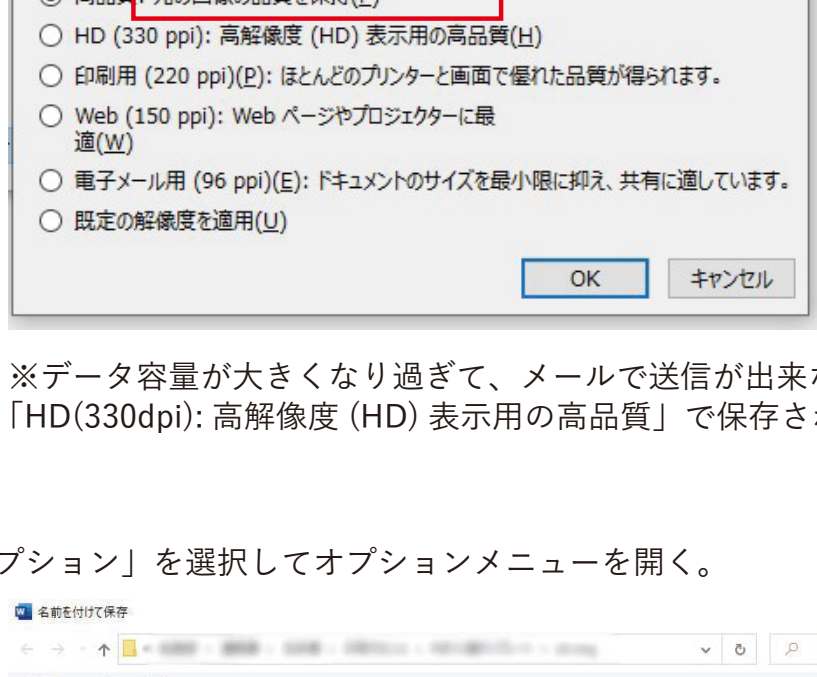 HD (330 ppi): 高解像度 (HD) 表示用の高品質(H)
印刷用 (220 ppi)(P): ほとんどのプリンターと画面で優れた品質が得られます。
Web (150 ppi): Web ページやプロジェクターに最
適(W)
電子メール用 (96 ppi)(E): ドキュメントのサイズを最小限に抑え、共有に適しています。
既定の解像度を適用(U)
OK キャンセル
※データ容量が大きくなり過ぎて、メールで送信が出来
「HD(330dpi): 高解像度 (HD) 表示用の高品質」で保存さ
プション」を選択してオプションメニューを開く。
名前を付けて保存